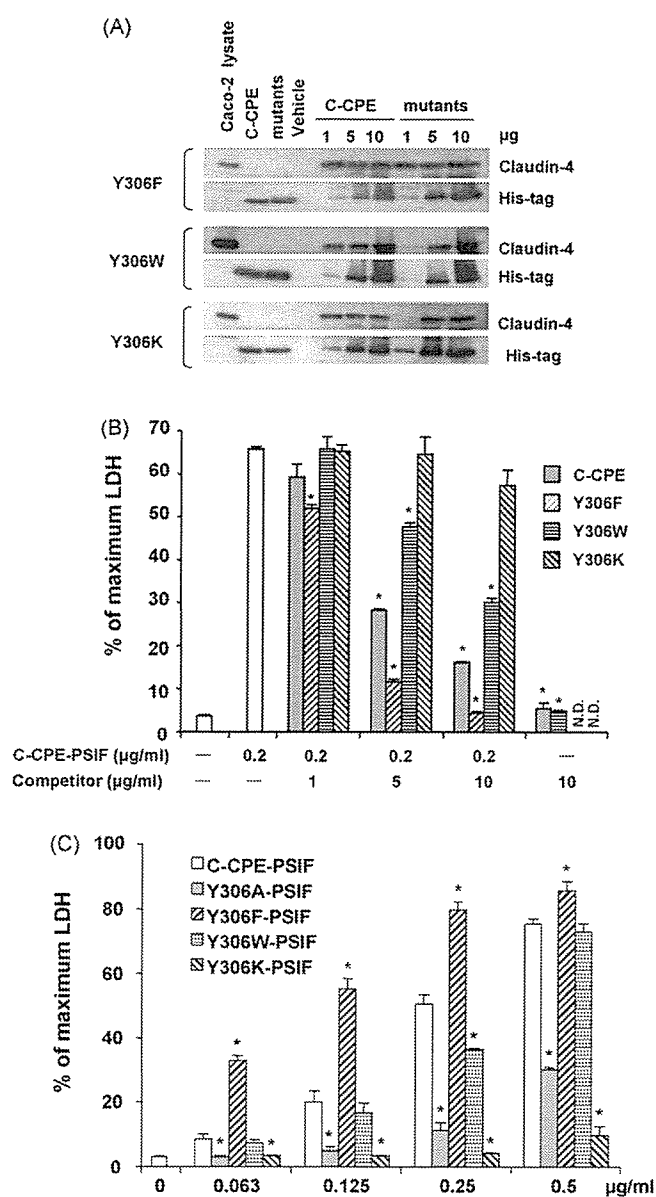 (A)
Caco-2 lysate
C-CPE
mutants
Vehicle
C-CPE mutants
1 5 10 1 5 10 µg
Y306F
Claudin-4
His-tag
Y306W
Claudin-4
His-tag
Y306K
Claudin-4
His-tag
(B)
% of maximum LDH
70
60
50
40
30
20
10
0
C-CPE
Y306F
Y306W
Y306K
* * * * * * * *
N.D.
N.D.
C-CPE-PSIF (µg/ml) — 0.2 0.2 0.2 0.2 —
Competitor (µg/ml) — — 1 5 10 10
(C)
% of maximum LDH
100
80
60
40
20
0
C-CPE-PSIF
Y306A-PSIF
Y306F-PSIF
Y306W-PSIF
Y306K-PSIF
* * * * * * * * * * * * *
0 0.063 0.125 0.25 0.5 µg/ml